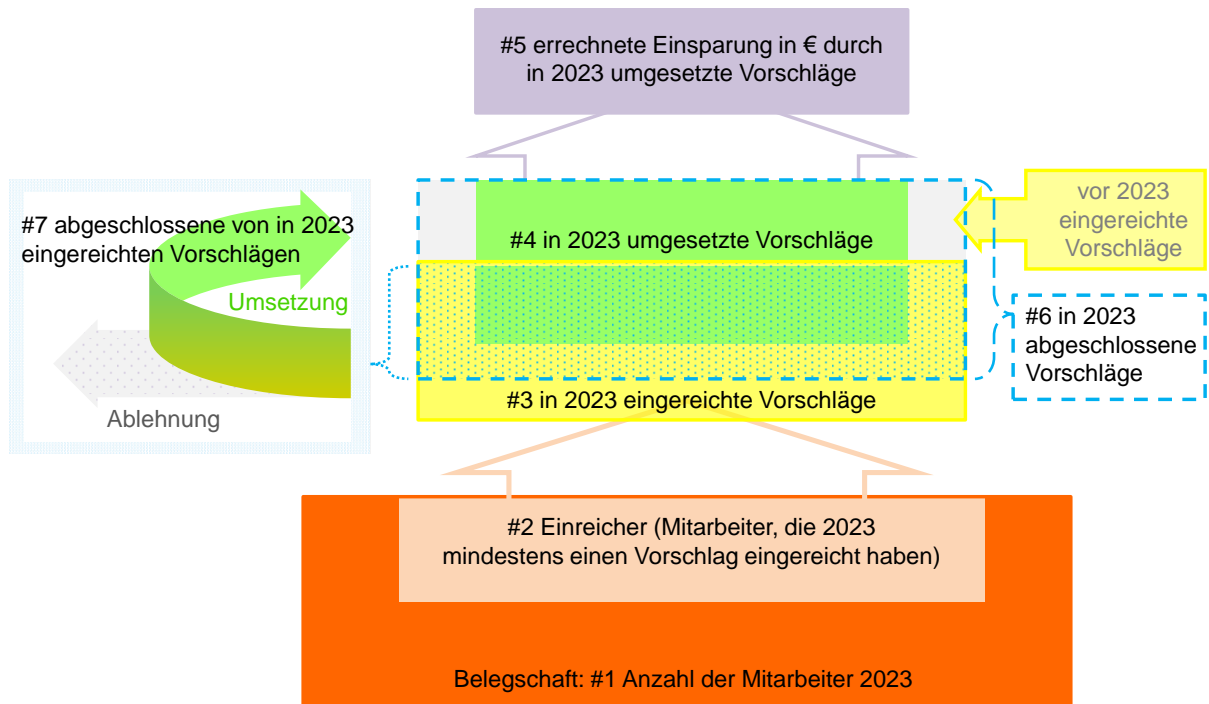 #5 errechnete Einsparung in € durch
in 2023 umgesetzte Vorschläge
#7 abgeschlossene von in 2023
eingereichten Vorschlägen
Umsetzung
Ablehnung
#4 in 2023 umgesetzte Vorschläge
vor 2023
eingereichte
Vorschläge
#6 in 2023
abgeschlossene
Vorschläge
#3 in 2023 eingereichte Vorschläge
#2 Einreicher (Mitarbeiter, die 2023
mindestens einen Vorschlag eingereicht haben)
Belegschaft: #1 Anzahl der Mitarbeiter 2023